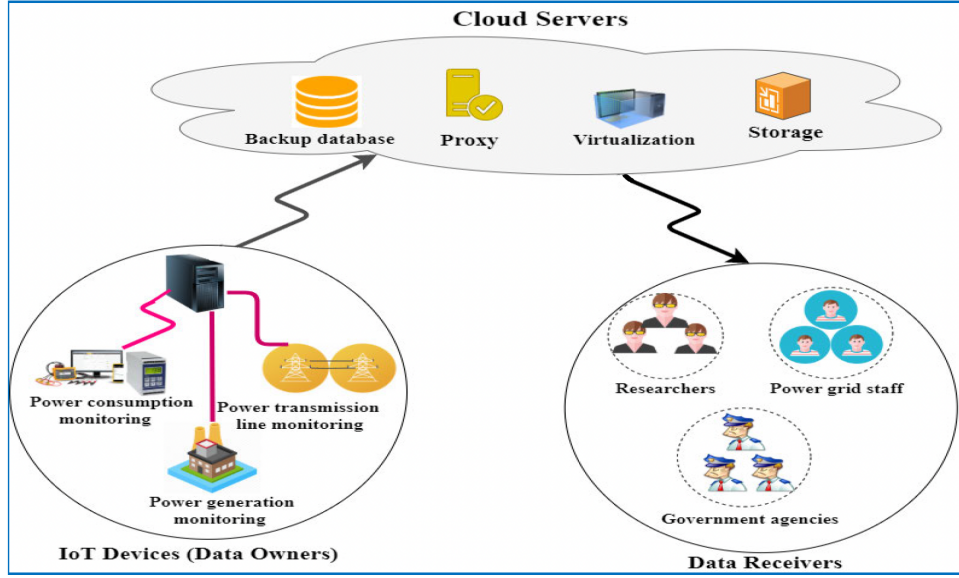 Cloud Servers
Backup database
Proxy
Virtualization
Storage
Power consumption
monitoring
Power transmission
line monitoring
Power generation
monitoring
IoT Devices (Data Owners)
Researchers
Power grid staff
Government agencies
Data Receivers